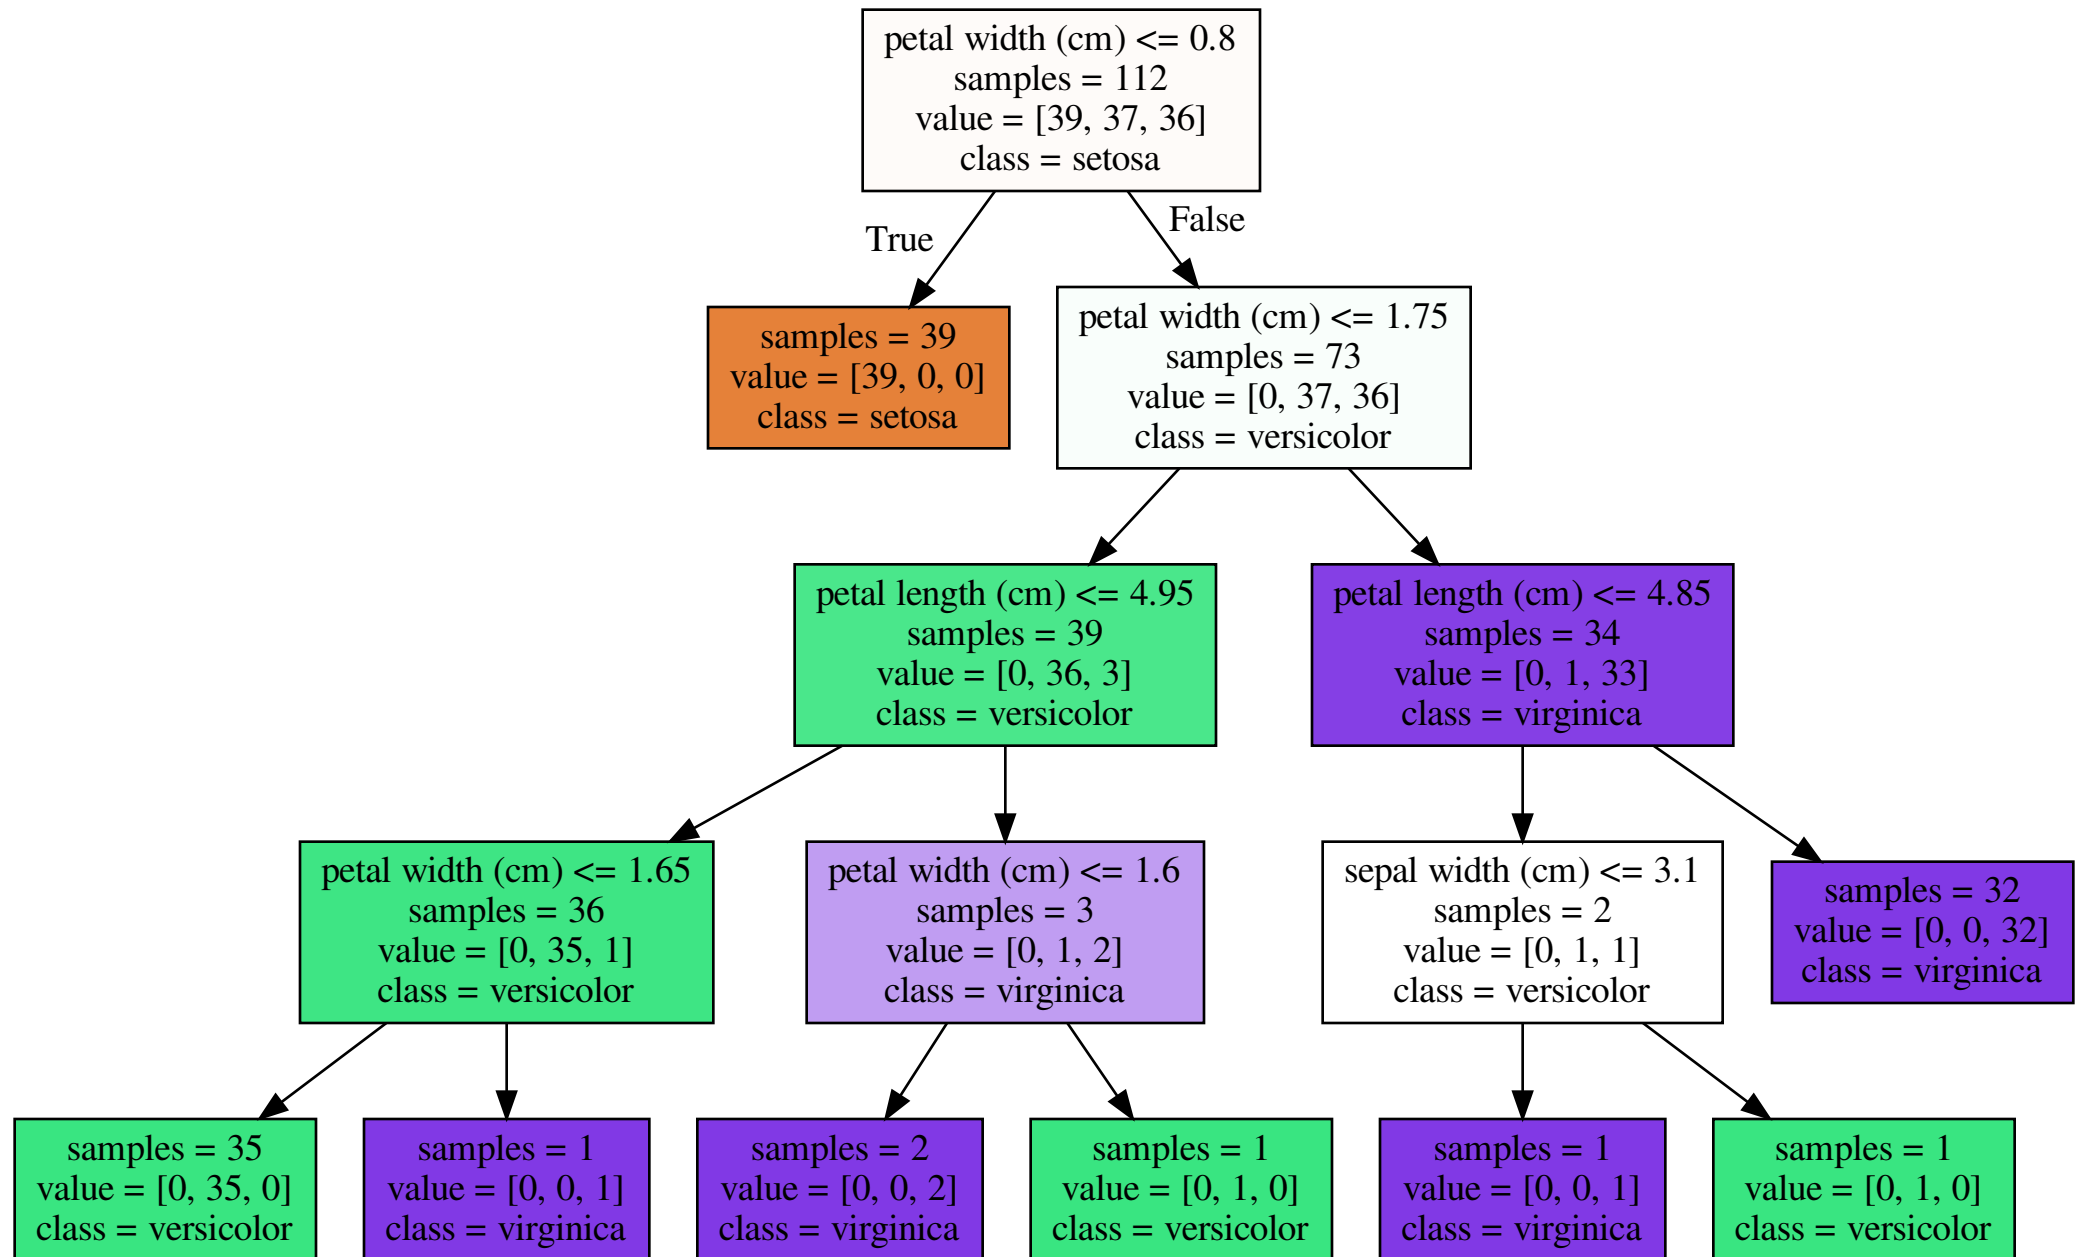 petal width (cm) <= 0.8
samples = 112
value = [39, 37, 36]
class = setosa
True
False
samples = 39
value = [39, 0, 0]
class = setosa
petal width (cm) <= 1.75
samples = 73
value = [0, 37, 36]
class = versicolor
petal length (cm) <= 4.95
samples = 39
value = [0, 36, 3]
class = versicolor
petal length (cm) <= 4.85
samples = 34
value = [0, 1, 33]
class = virginica
petal width (cm) <= 1.65
samples = 36
value = [0, 35, 1]
class = versicolor
petal width (cm) <= 1.6
samples = 3
value = [0, 1, 2]
class = virginica
sepal width (cm) <= 3.1
samples = 2
value = [0, 1, 1]
class = versicolor
samples = 32
value = [0, 0, 32]
class = virginica
samples = 35
value = [0, 35, 0]
class = versicolor
samples = 1
value = [0, 0, 1]
class = virginica
samples = 2
value = [0, 0, 2]
class = virginica
samples = 1
value = [0, 1, 0]
class = versicolor
samples = 1
value = [0, 0, 1]
class = virginica
samples = 1
value = [0, 1, 0]
class = versicolor